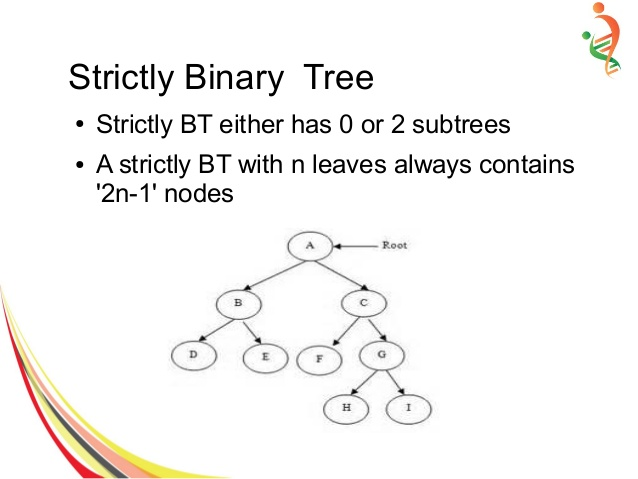 Strictly Binary  Tree
• Strictly BT either has 0 or 2 subtrees
• A strictly BT with n leaves always contains
'2n-1' nodes
A Root
B C
D E F G
H I